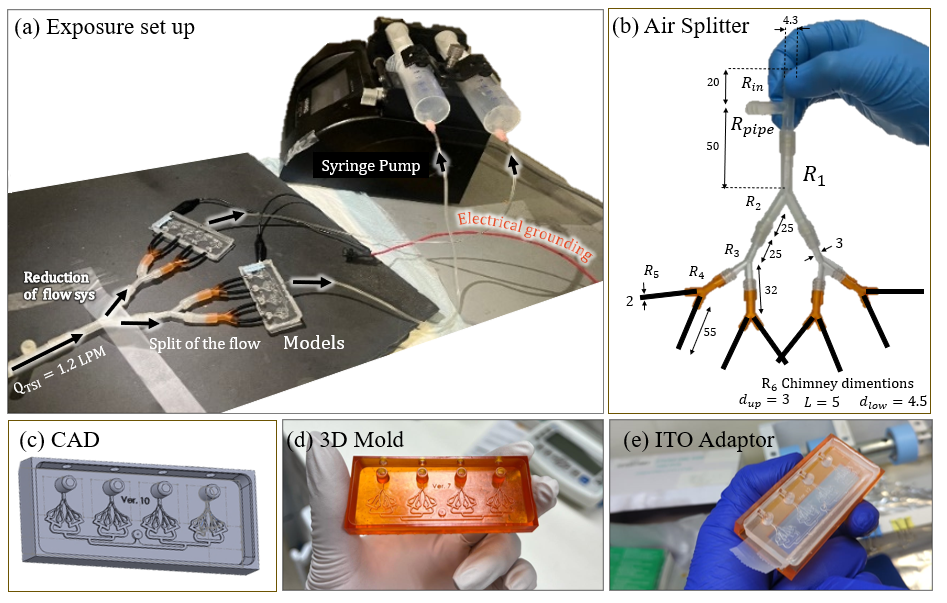 (a) Exposure set up
Syringe Pump
Electrical grounding
Reduction
of flow sys
Split of the flow
Models
Q_TSI = 1.2 LPM
(b) Air Splitter
4.3
20
R_in
R_pipe
50
R_1
R_2
25
25
3
R_3
R_5
R_4
32
2
55
R_6 Chimney dimentions
d_up = 3 L = 5 d_low = 4.5
(c) CAD
Ver. 10
(d) 3D Mold
Ver. 7
(e) ITO Adaptor